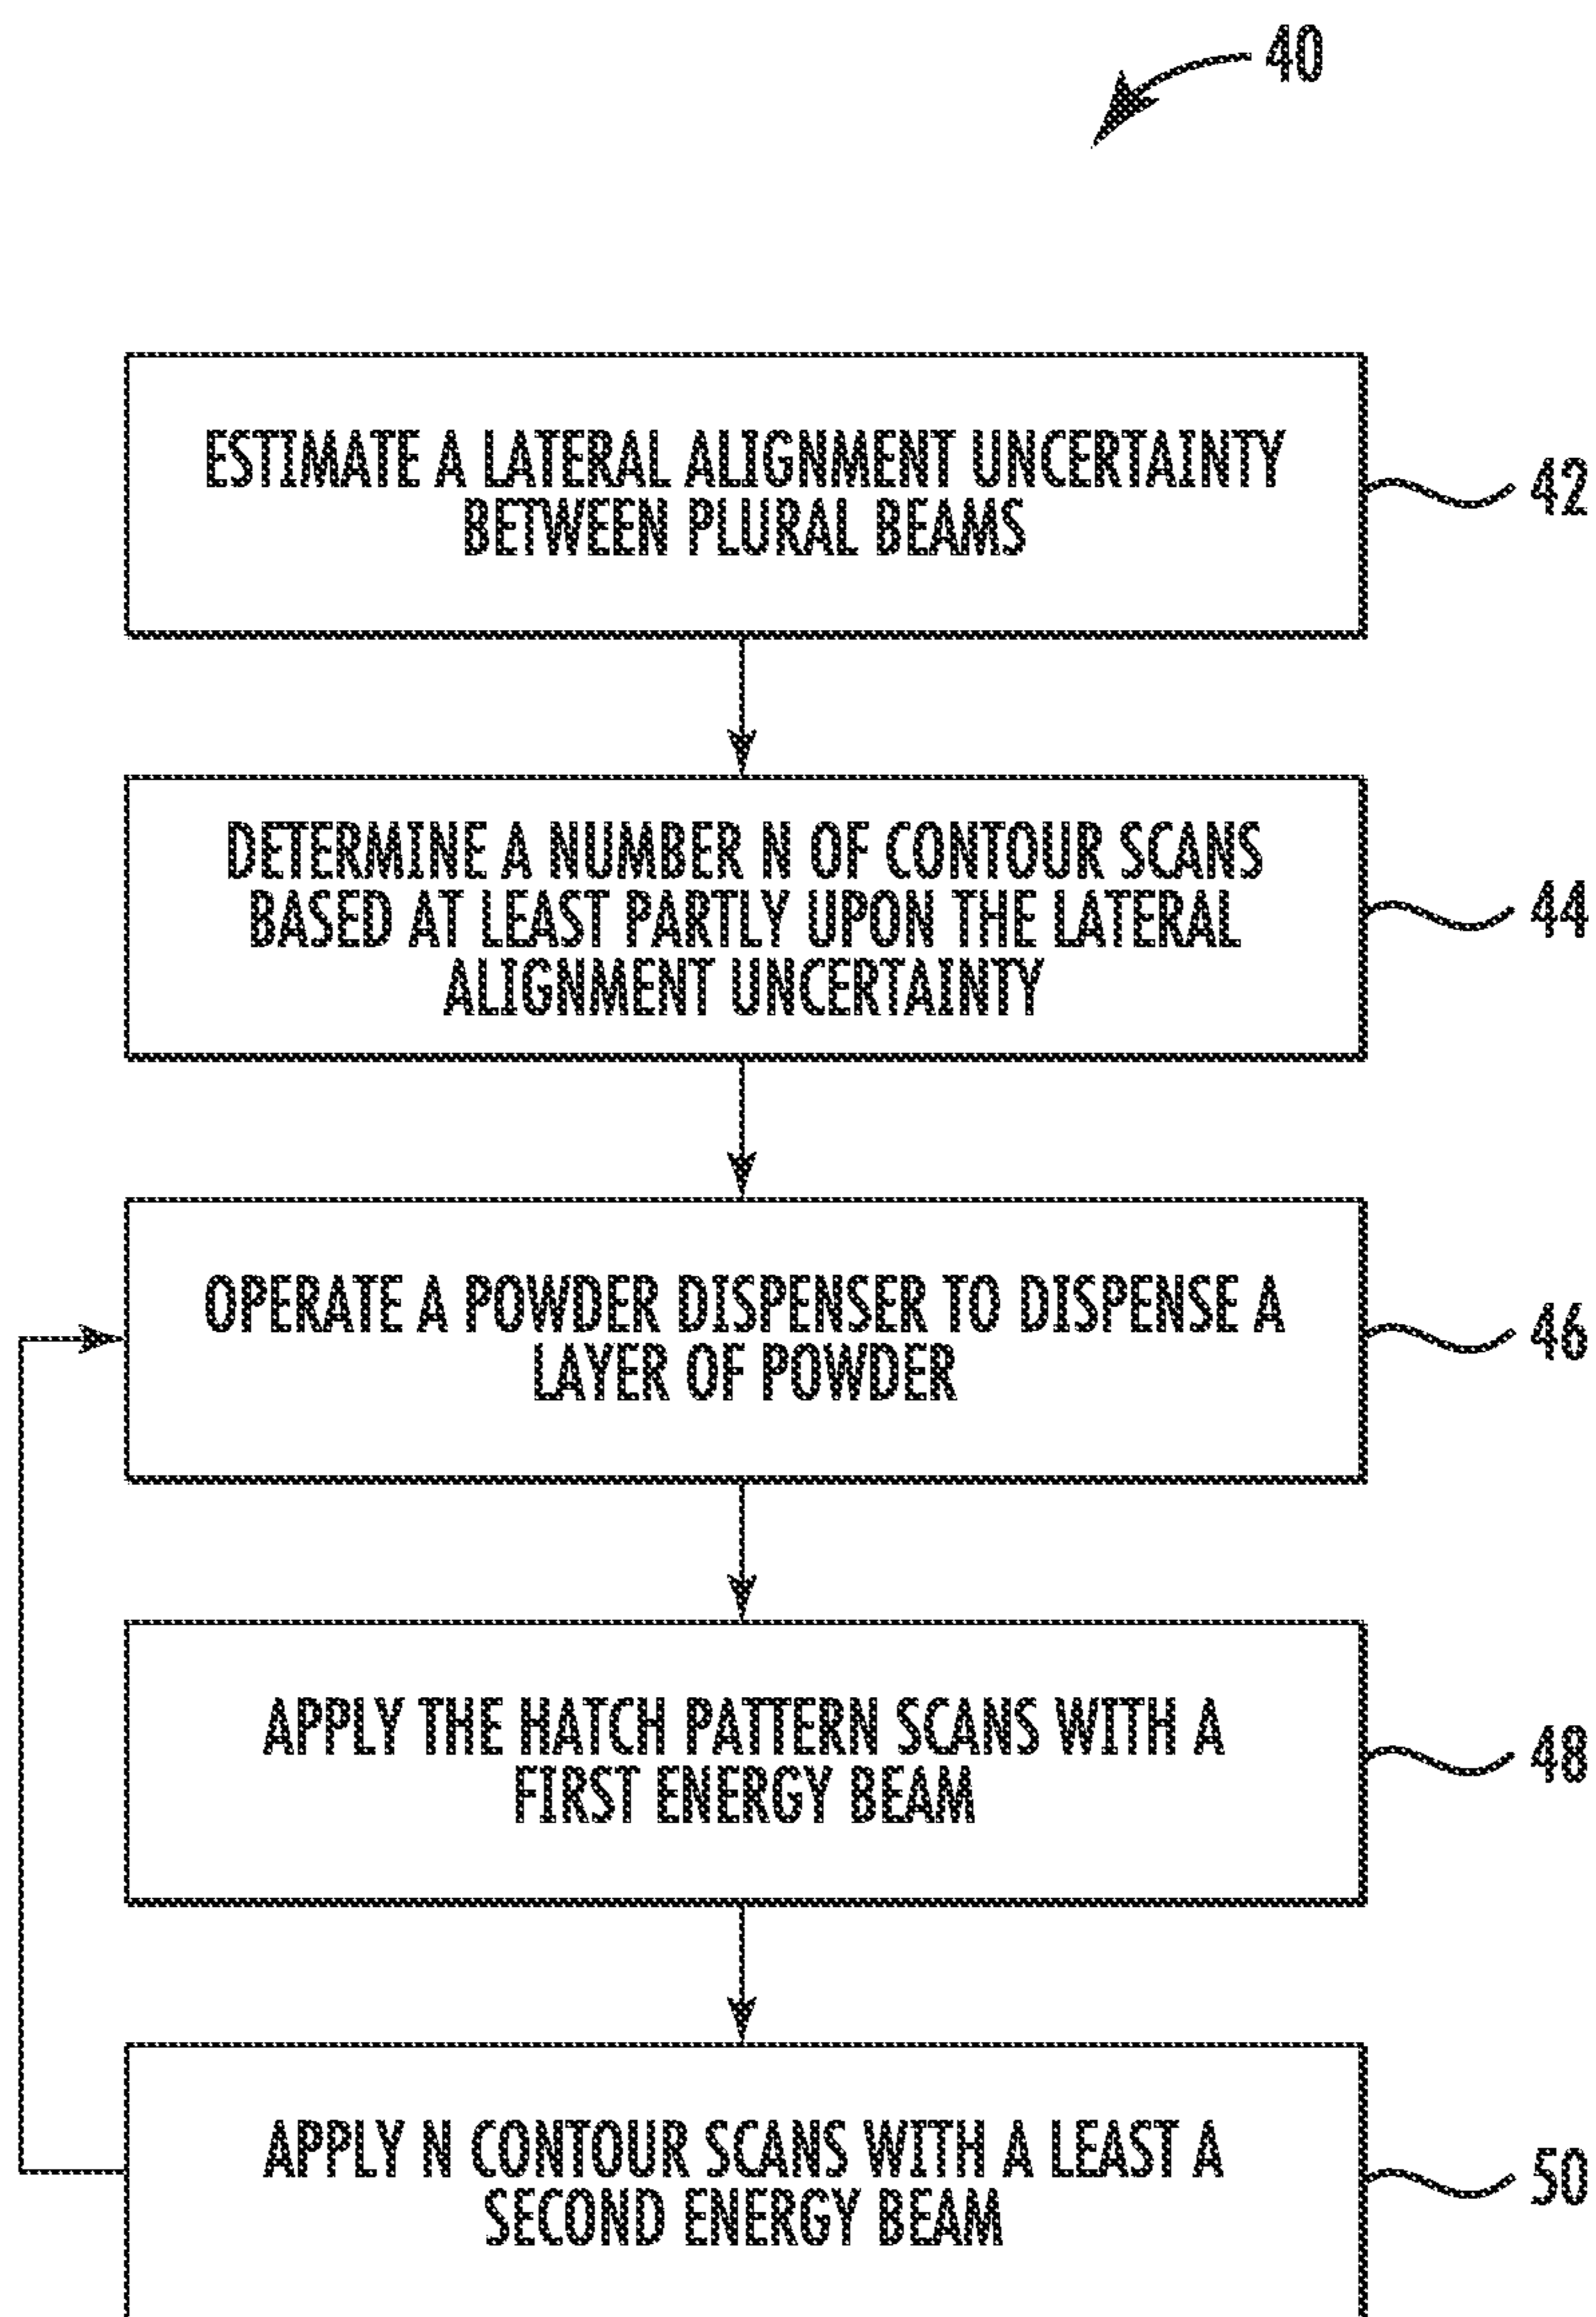 40
ESTIMATE A LATERAL ALIGNMENT UNCERTAINTY
BETWEEN PLURAL BEAMS
42
DETERMINE A NUMBER N OF CONTOUR SCANS
BASED AT LEAST PARTLY UPON THE LATERAL
ALIGNMENT UNCERTAINTY
44
OPERATE A POWDER DISPENSER TO DISPENSE A
LAYER OF POWDER
46
APPLY THE HATCH PATTERN SCANS WITH A
FIRST ENERGY BEAM
48
APPLY N CONTOUR SCANS WITH A LEAST A
SECOND ENERGY BEAM
50